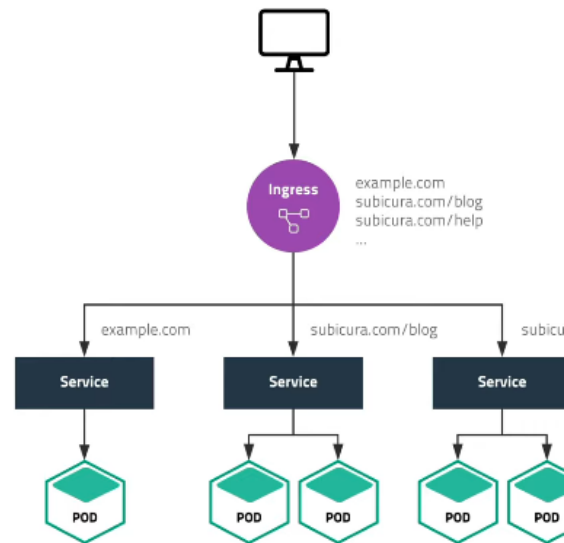 Ingress
example.com
subicura.com/blog
subicura.com/help
...
example.com
subicura.com/blog
subicu
Service
Service
Service
POD
POD
POD
POD
POD